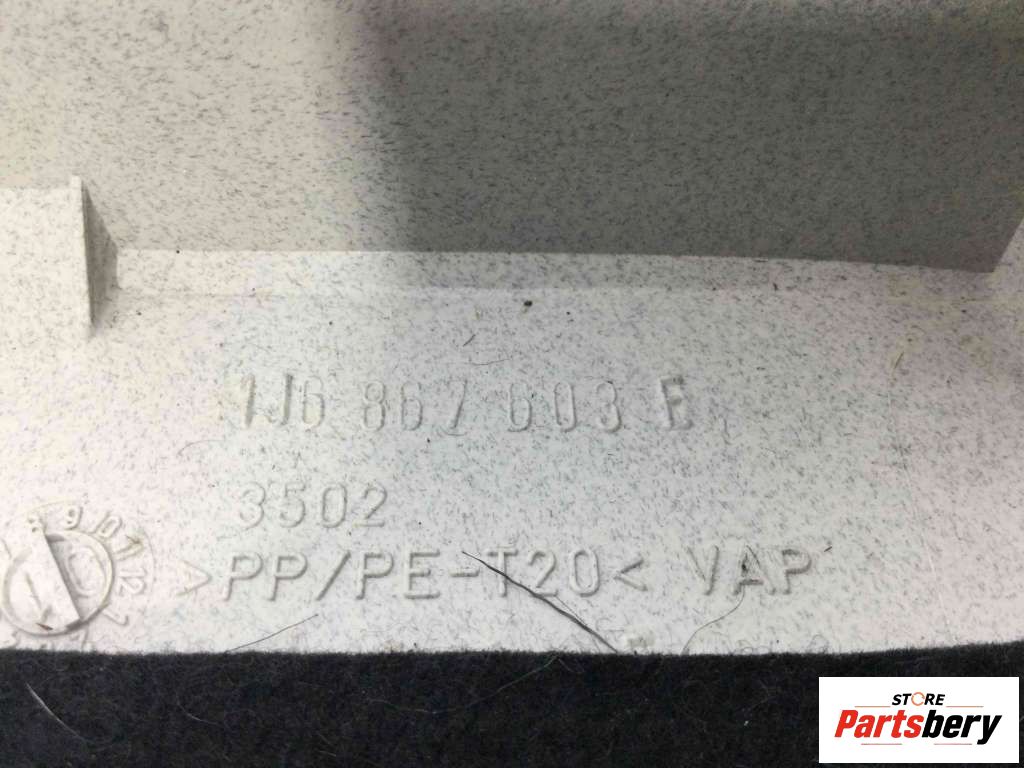 1J6 867 603 E
3502
>PP/PE-T20< VAP
STORE
Partsbery